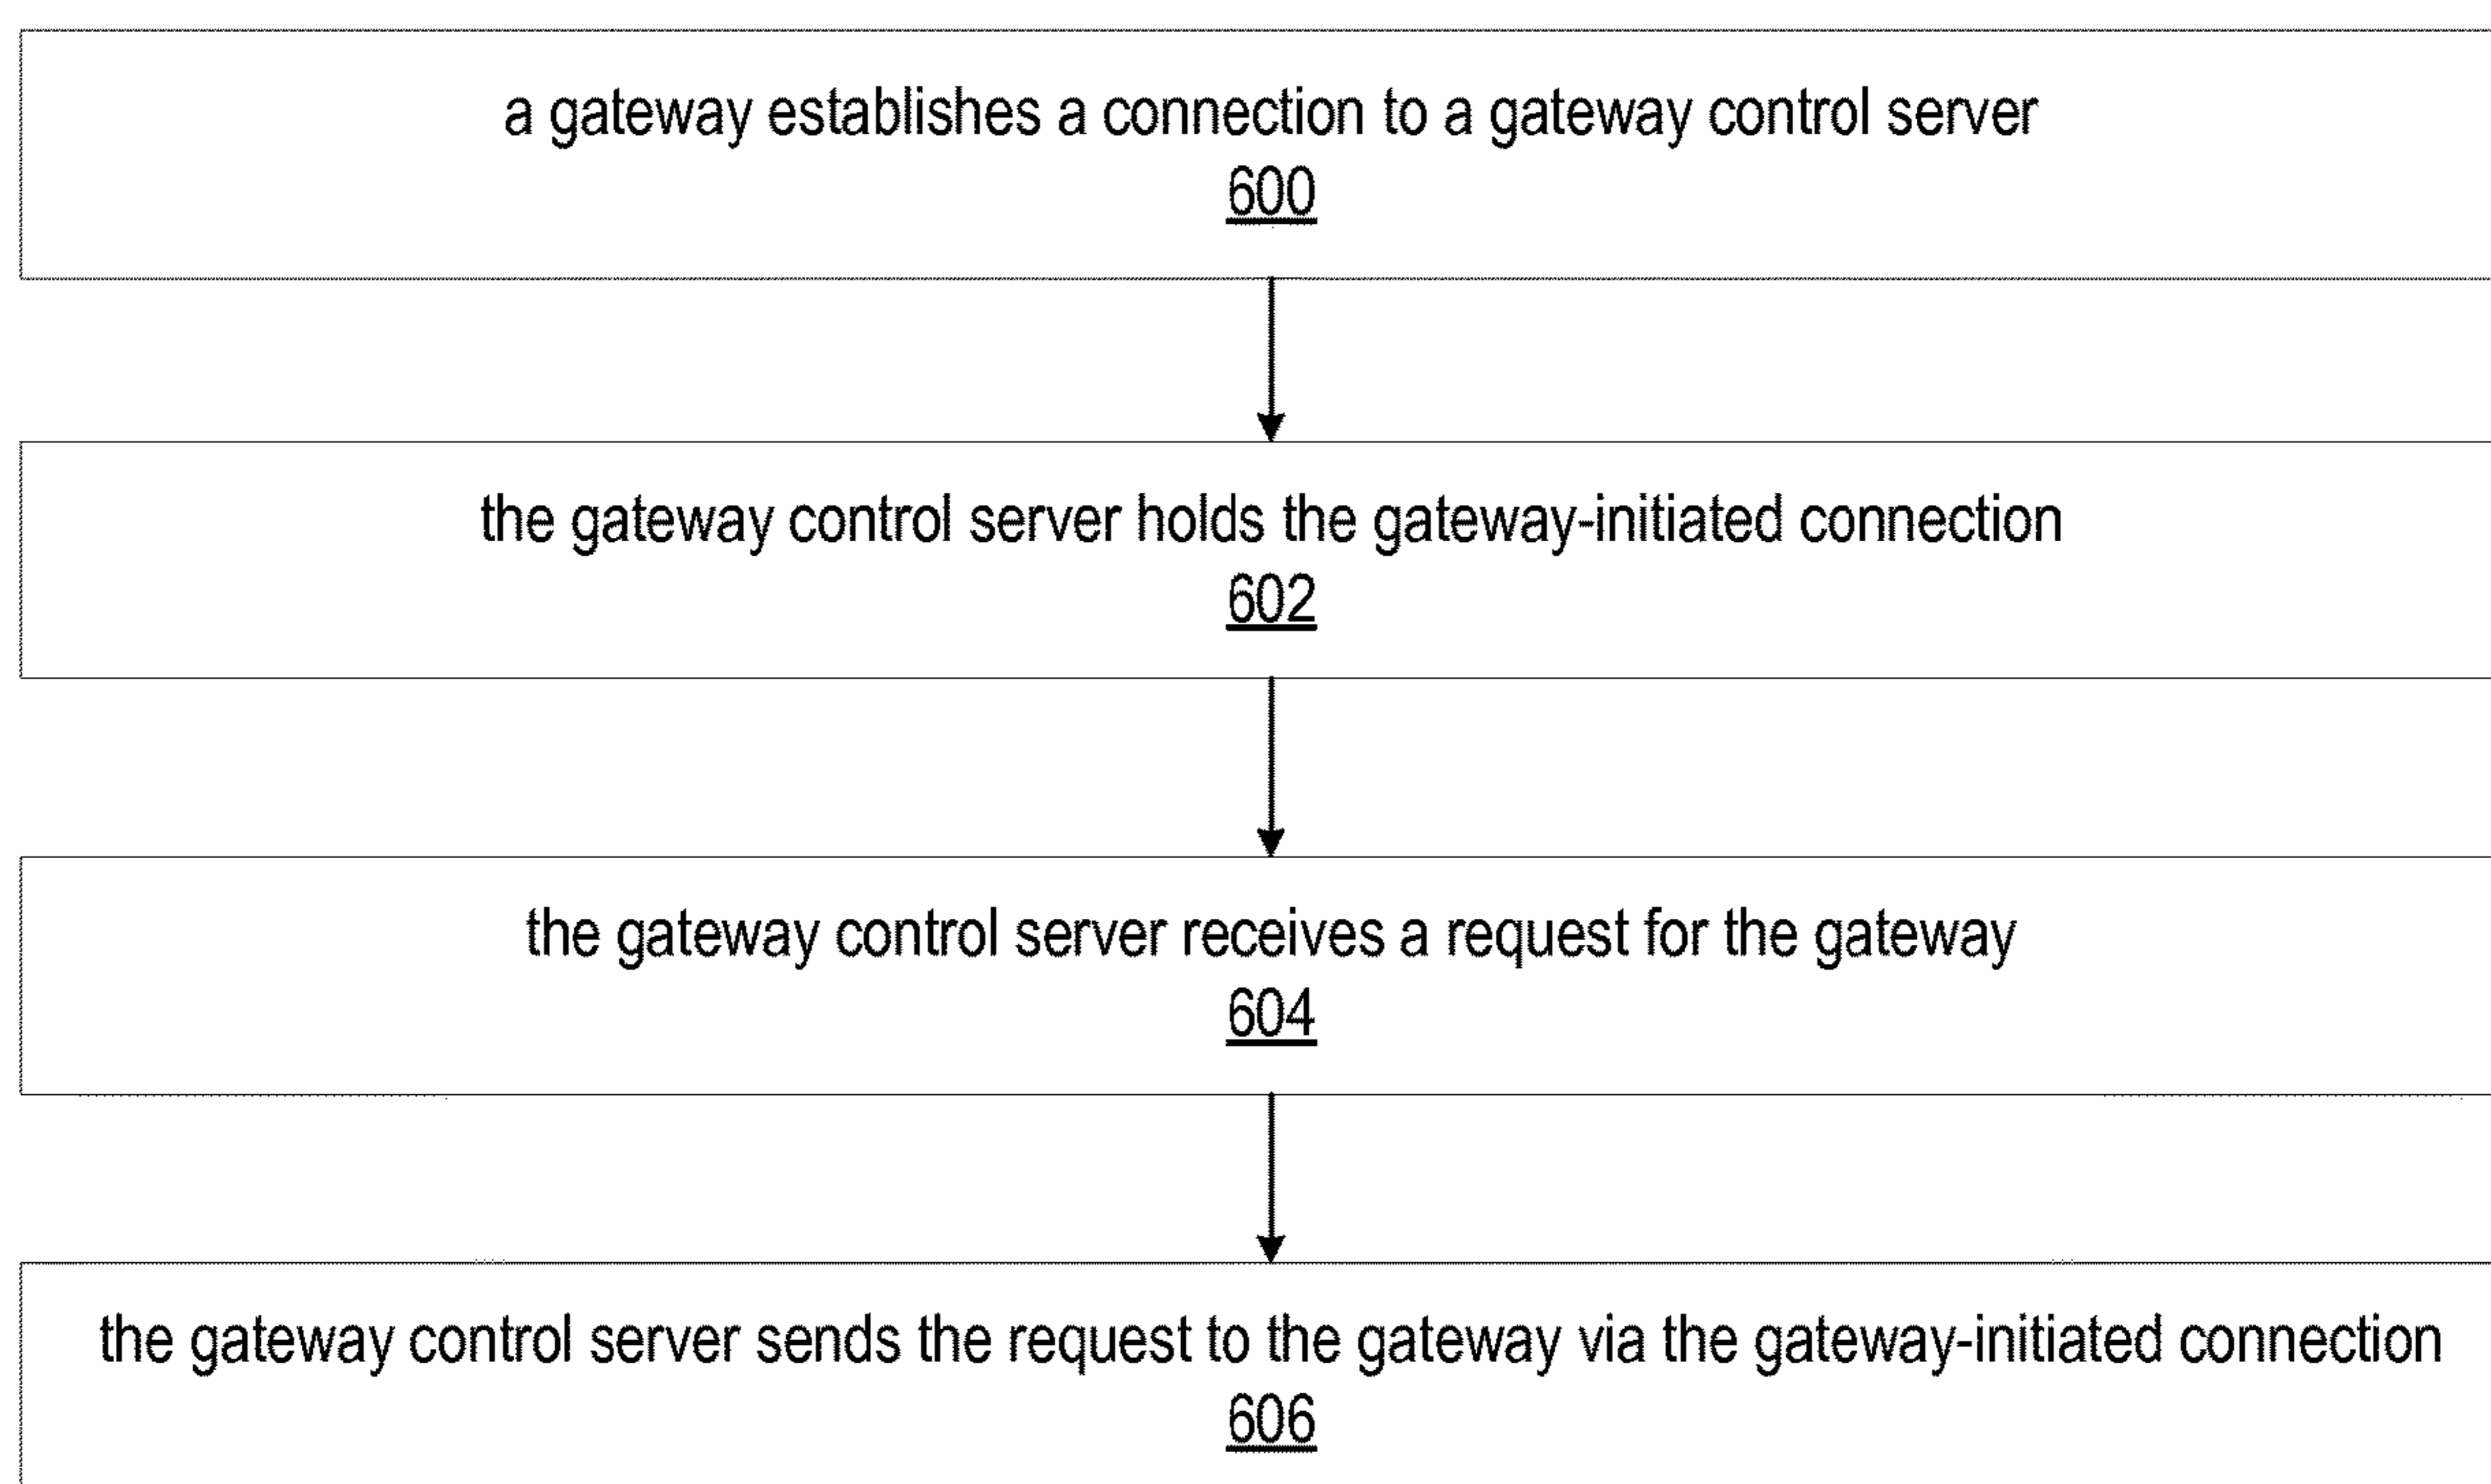 a gateway establishes a connection to a gateway control server
600
the gateway control server holds the gateway-initiated connection
602
the gateway control server receives a request for the gateway
604
the gateway control server sends the request to the gateway via the gateway-initiated connection
606